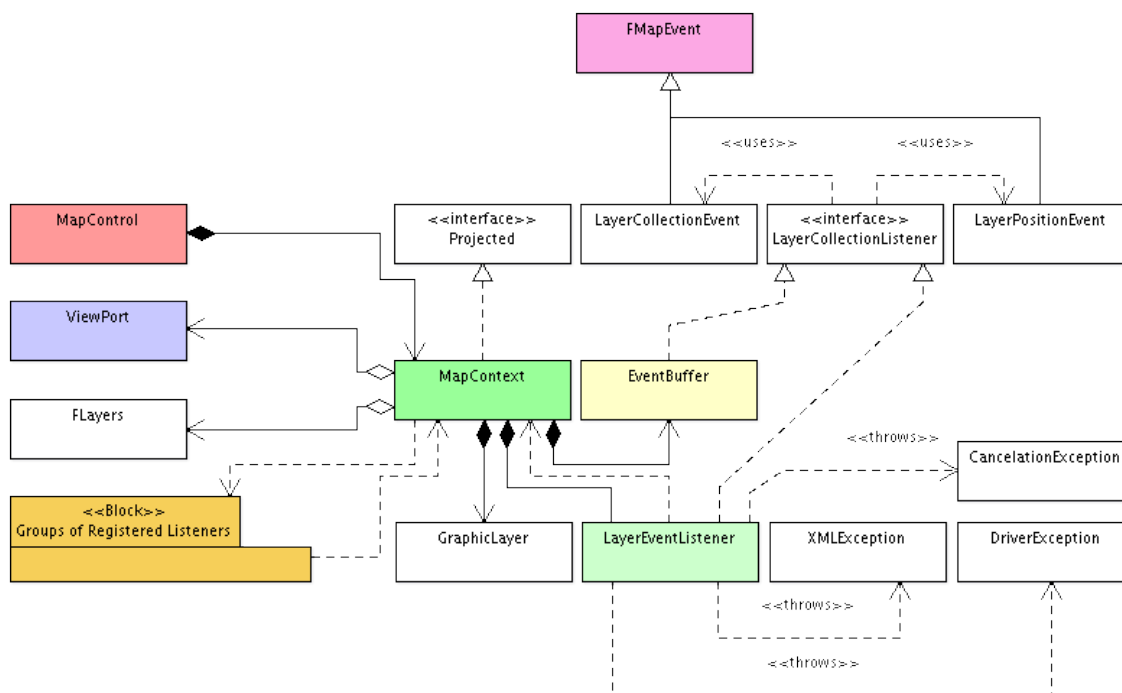 FMapEvent
<<uses>>
<<uses>>
MapControl
<<interface>>
Projected
LayerCollectionEvent
<<interface>>
LayerCollectionListener
LayerPositionEvent
ViewPort
MapContext
EventBuffer
FLayers
<<throws>>
CancelationException
<<Block>>
Groups of Registered Listeners
GraphicLayer
LayerEventListener
XMLException
DriverException
<<throws>>
<<throws>>